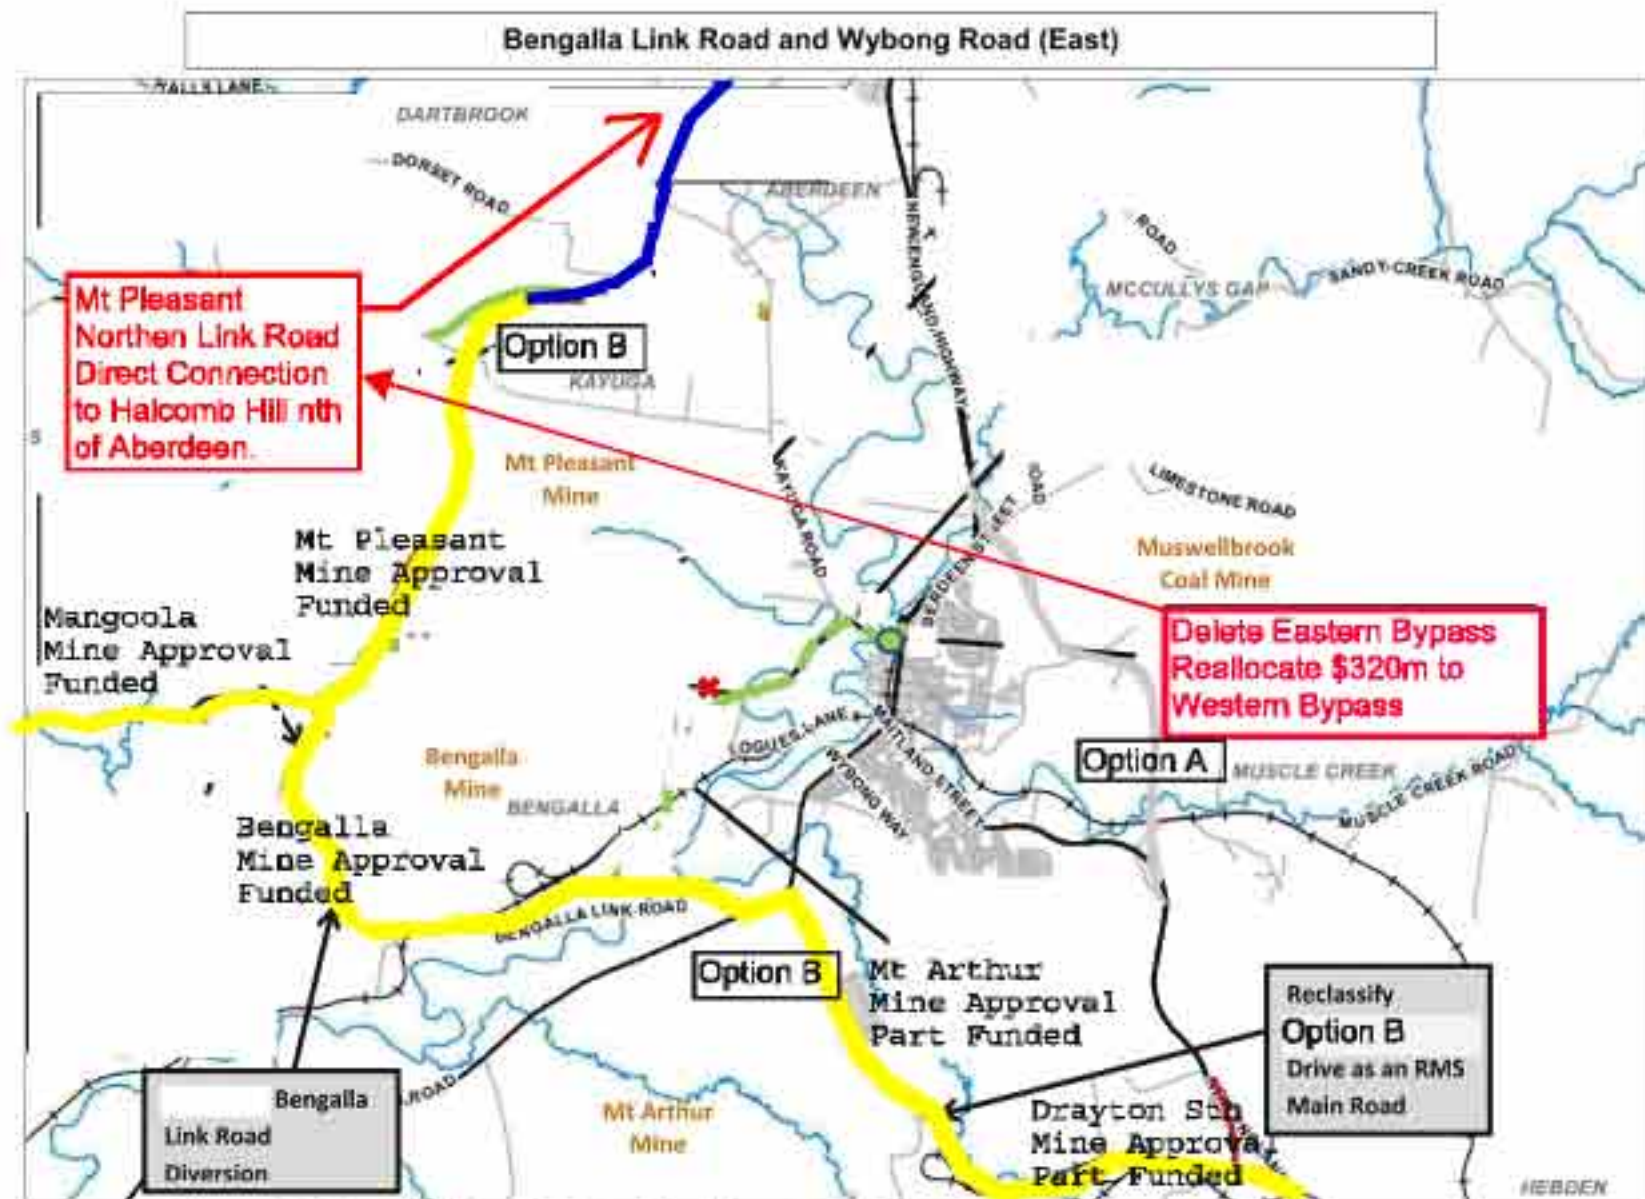 Bengalla Link Road and Wybong Road (East)
DARTBROOK
DORSET ROAD
ABERDEEN
ROAD
MCCULLYS GAP
SANDY CREEK ROAD
Mt Pleasant
Northen Link Road
Direct Connection
to Halcomb Hill nth
of Aberdeen.
Option B
KAYUGA
Mt Pleasant
Mine
KAYUGA ROAD
LIMESTONE ROAD
Muswellbrook
Coal Mine
Mt Pleasant
Mine Approval
Funded
Mangoola
Mine Approval
Funded
Delete Eastern Bypass
Reallocate $320m to
Western Bypass
LOGUES LANE
MAITLAND STREET
WYBONG WAY
Option A
MUSCLE CREEK
MUSCLE CREEK ROAD
Bengalla
Mine
BENGALLA
Bengalla
Mine Approval
Funded
BENGALLA LINK ROAD
Option B
Mt Arthur
Mine Approval
Part Funded
Reclassify
Option B
Drive as an RMS
Main Road
Bengalla
Link Road
Diversion
ROAD
Mt Arthur
Mine
Drayton Sth
Mine Approval
Part Funded
HEBDEN